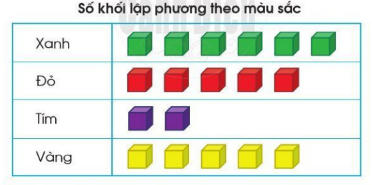 Số khối lập phương theo màu sắc
Xanh
Đỏ
Tím
Vàng